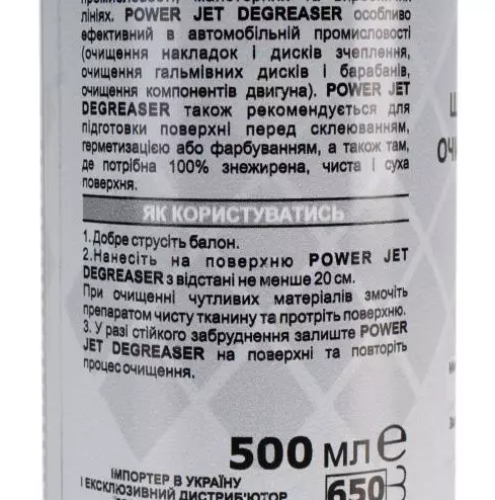 лініях. POWER JET DEGREASER особливо
ефективний в автомобільній промисловості
(очищення накладок і дисків зчеплення,
очищення гальмівних дисків і барабанів,
очищення компонентів двигуна). POWER JET
DEGREASER також рекомендується для
підготовки поверхні перед склеюванням,
герметизацією або фарбуванням, а також там,
де потрібна 100% знежирена, чиста і суха
поверхня.
ЯК КОРИСТУВАТИСЬ
1. Добре струсіть балон.
2. Нанесіть на поверхню POWER JET
DEGREASER з відстані не менше 20 см.
При очищенні чутливих матеріалів змочіть
препаратом чисту тканину та протріть поверхню.
3. У разі стійкого забруднення залиште POWER
JET DEGREASER на поверхні та повторіть
процес очищення.
500 мл е
ІМПОРТЕР В УКРАЇНУ
І ЕКСКЛЮЗИВНИЙ ДИСТРИБ'ЮТОР
650